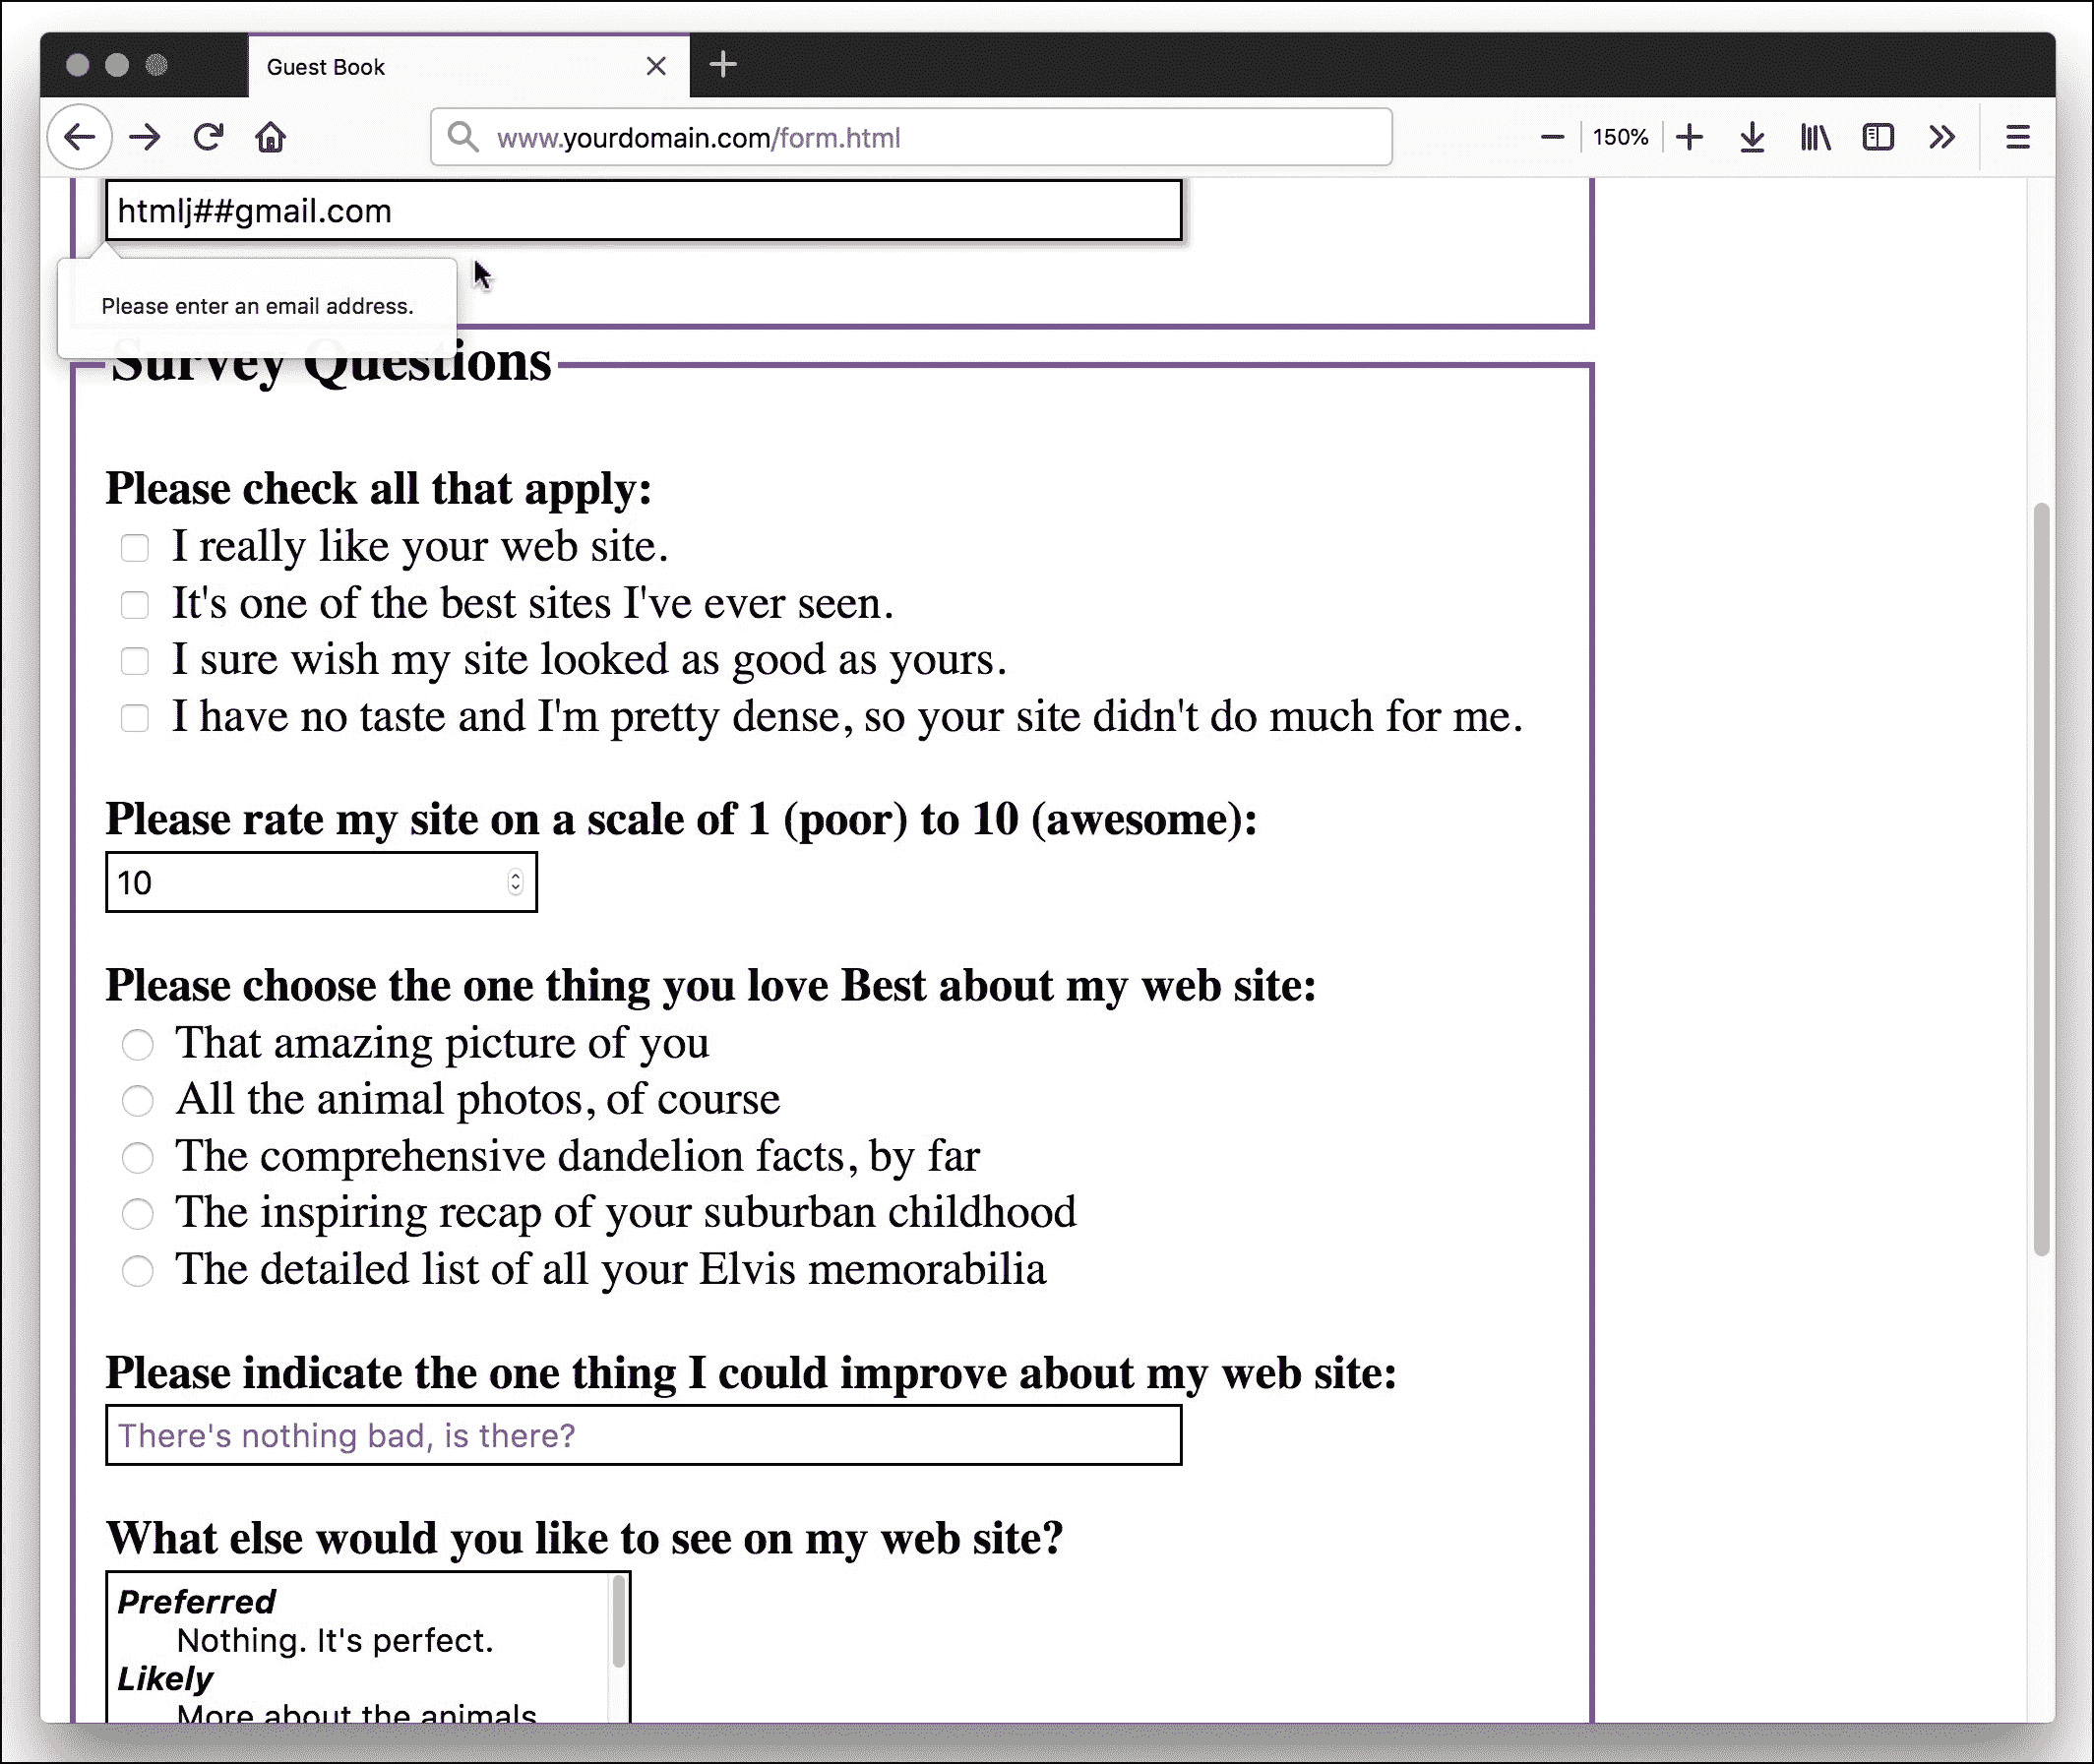 Guest Book
www.yourdomain.com/form.html
150%
htmlj##gmail.com
Please enter an email address.
Survey Questions
Please check all that apply:
I really like your web site.
It's one of the best sites I've ever seen.
I sure wish my site looked as good as yours.
I have no taste and I'm pretty dense, so your site didn't do much for me.
Please rate my site on a scale of 1 (poor) to 10 (awesome):
10
Please choose the one thing you love Best about my web site:
That amazing picture of you
All the animal photos, of course
The comprehensive dandelion facts, by far
The inspiring recap of your suburban childhood
The detailed list of all your Elvis memorabilia
Please indicate the one thing I could improve about my web site:
There's nothing bad, is there?
What else would you like to see on my web site?
Preferred
Nothing. It's perfect.
Likely
More about the animals